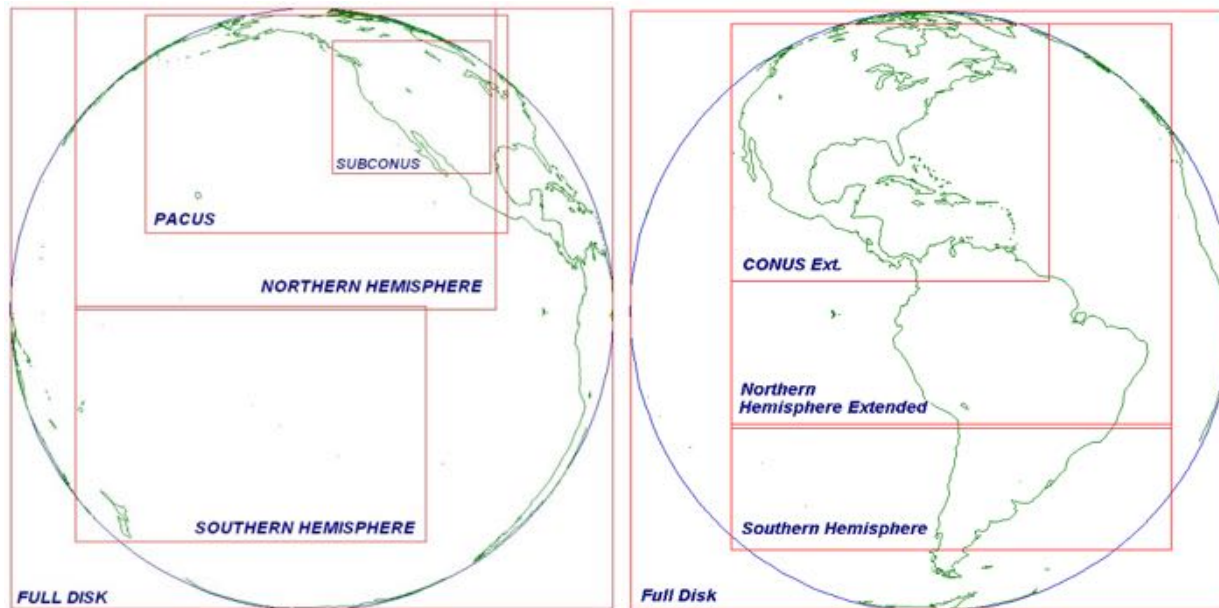 SUBCONUS
PACUS
NORTHERN HEMISPHERE
SOUTHERN HEMISPHERE
FULL DISK
CONUS Ext.
Northern
Hemisphere Extended
Southern Hemisphere
Full Disk